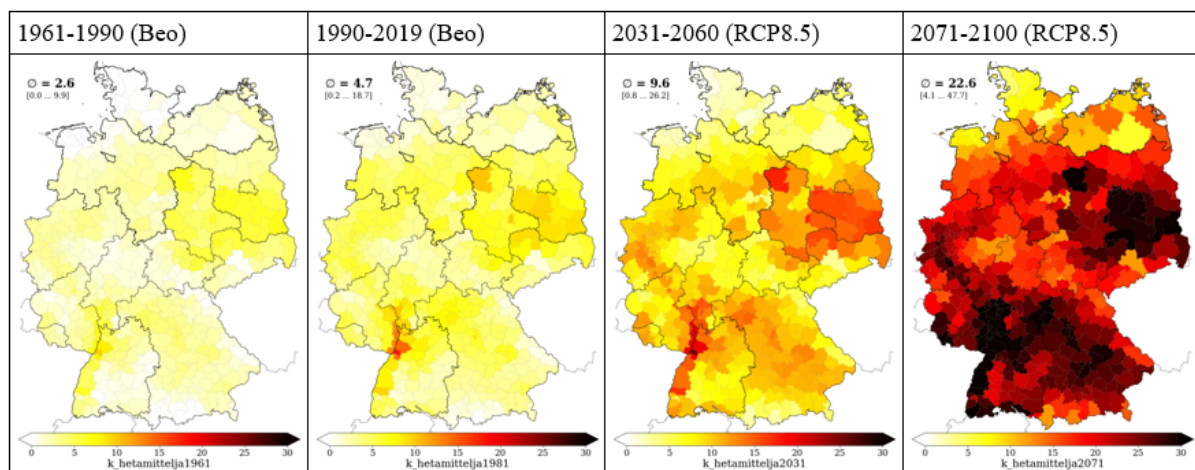 1961-1990 (Beo)
1990-2019 (Beo)
2031-2060 (RCP8.5)
2071-2100 (RCP8.5)
∅ = 2.6
[0.0 ... 9.9]
∅ = 4.7
[0.2 ... 18.7]
∅ = 9.6
[0.8 ... 26.2]
∅ = 22.6
[4.1 ... 47.7]
0 5 10 15 20 25 30
k_hetamittelja1961
0 5 10 15 20 25 30
k_hetamittelja1981
0 5 10 15 20 25 30
k_hetamittelja2031
0 5 10 15 20 25 30
k_hetamittelja2071